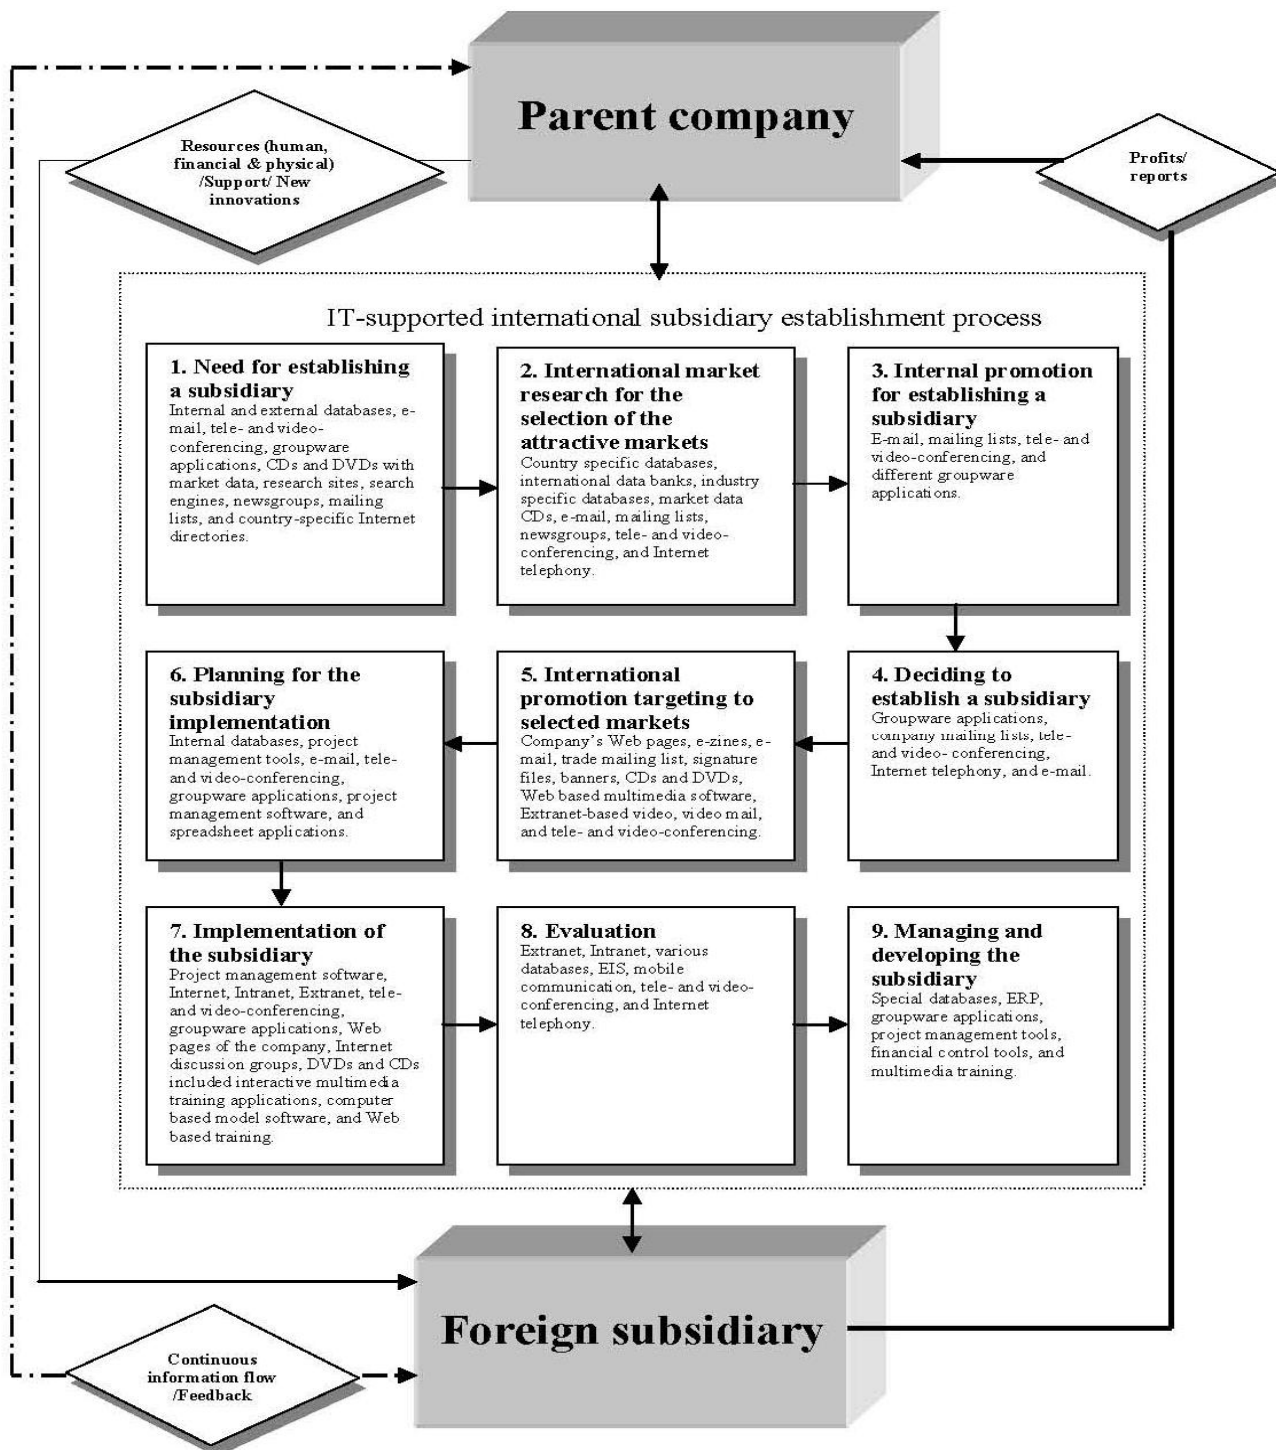 Parent company
Resources (human,
financial & physical)
/Support/ New
innovations
Profits/
reports
IT-supported international subsidiary establishment process
1. Need for establishing
a subsidiary
Internal and external databases, e-
mail, tele- and video-
conferencing, groupware
applications, CDs and DVDs with
market data, research sites, search
engines, newsgroups, mailing
lists, and country-specific Internet
directories.
2. International market
research for the
selection of the
attractive markets
Country specific databases,
international data banks, industry
specific databases, market data
CDs, e-mail, mailing lists,
newsgroups, tele- and video-
conferencing, and Internet
telephony.
3. Internal promotion
for establishing a
subsidiary
E-mail, mailing lists, tele- and
video-conferencing, and
different groupware
applications.
6. Planning for the
subsidiary
implementation
Internal databases, project
management tools, e-mail, tele-
and video-conferencing,
groupware applications, project
management software, and
spreadsheet applications.
5. International
promotion targeting to
selected markets
Company's Web pages, e-zines, e-
mail, trade mailing list, signature
files, banners, CDs and DVDs,
Web based multimedia software,
Extranet-based video, video mail,
and tele- and video-conferencing.
4. Deciding to
establish a subsidiary
Groupware applications,
company mailing lists, tele-
and video- conferencing,
Internet telephony, and e-mail.
7. Implementation of
the subsidiary
Project management software,
Internet, Intranet, Extranet, tele-
and video-conferencing,
groupware applications, Web
pages of the company, Internet
discussion groups, DVDs and CDs
included interactive multimedia
training applications, computer
based model software, and Web
based training.
8. Evaluation
Extranet, Intranet, various
databases, EIS, mobile
communication, tele- and video-
conferencing, and Internet
telephony.
9. Managing and
developing the
subsidiary
Special databases, ERP,
groupware applications,
project management tools,
financial control tools, and
multimedia training.
Foreign subsidiary
Continuous
information flow
/Feedback